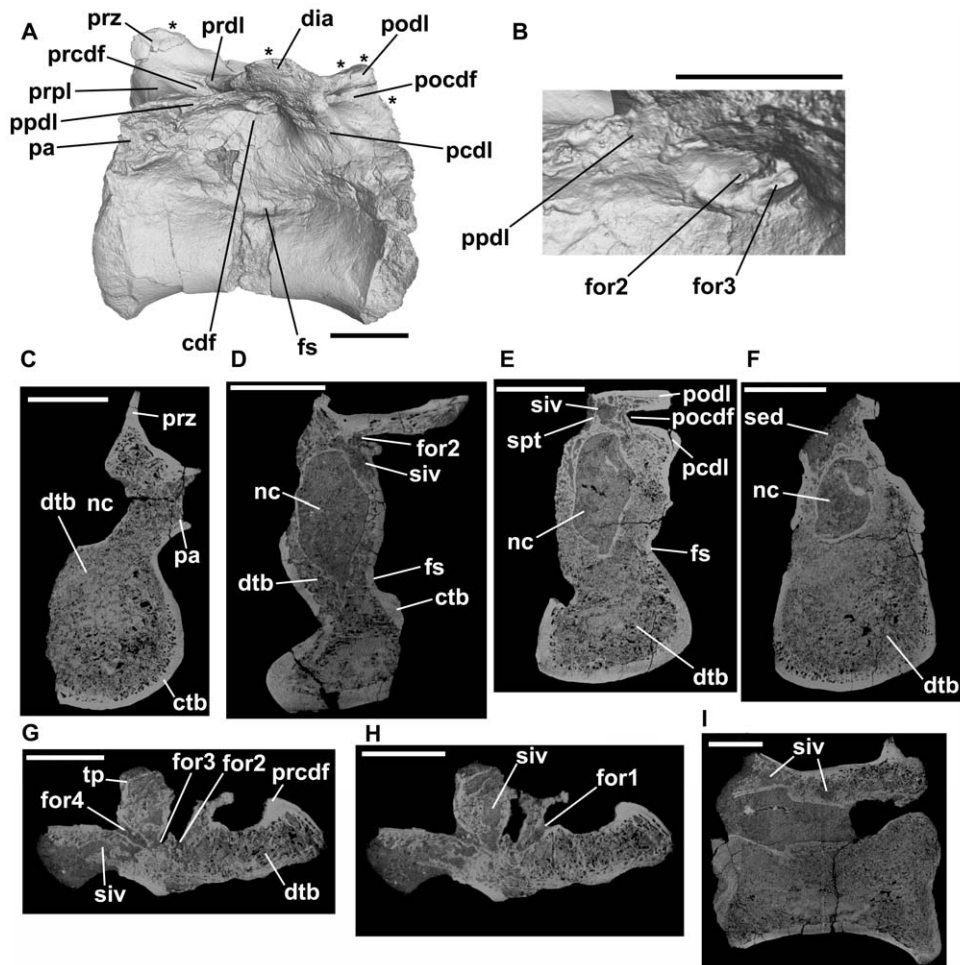 A
prz
*
prdl
*
dia
* *
podl
prcdf
pocdf
prpl
*
ppdl
pa
pcdl
cdf
fs
B
ppdl
for2
for3
C
prz
dtb
nc
pa
ctb
D
for2
siv
nc
dtb
fs
ctb
E
siv
podl
spt
pocdf
pcdl
nc
fs
dtb
F
sed
nc
dtb
G
tp
for3
for2
prcdf
for4
siv
dtb
H
siv
for1
I
siv